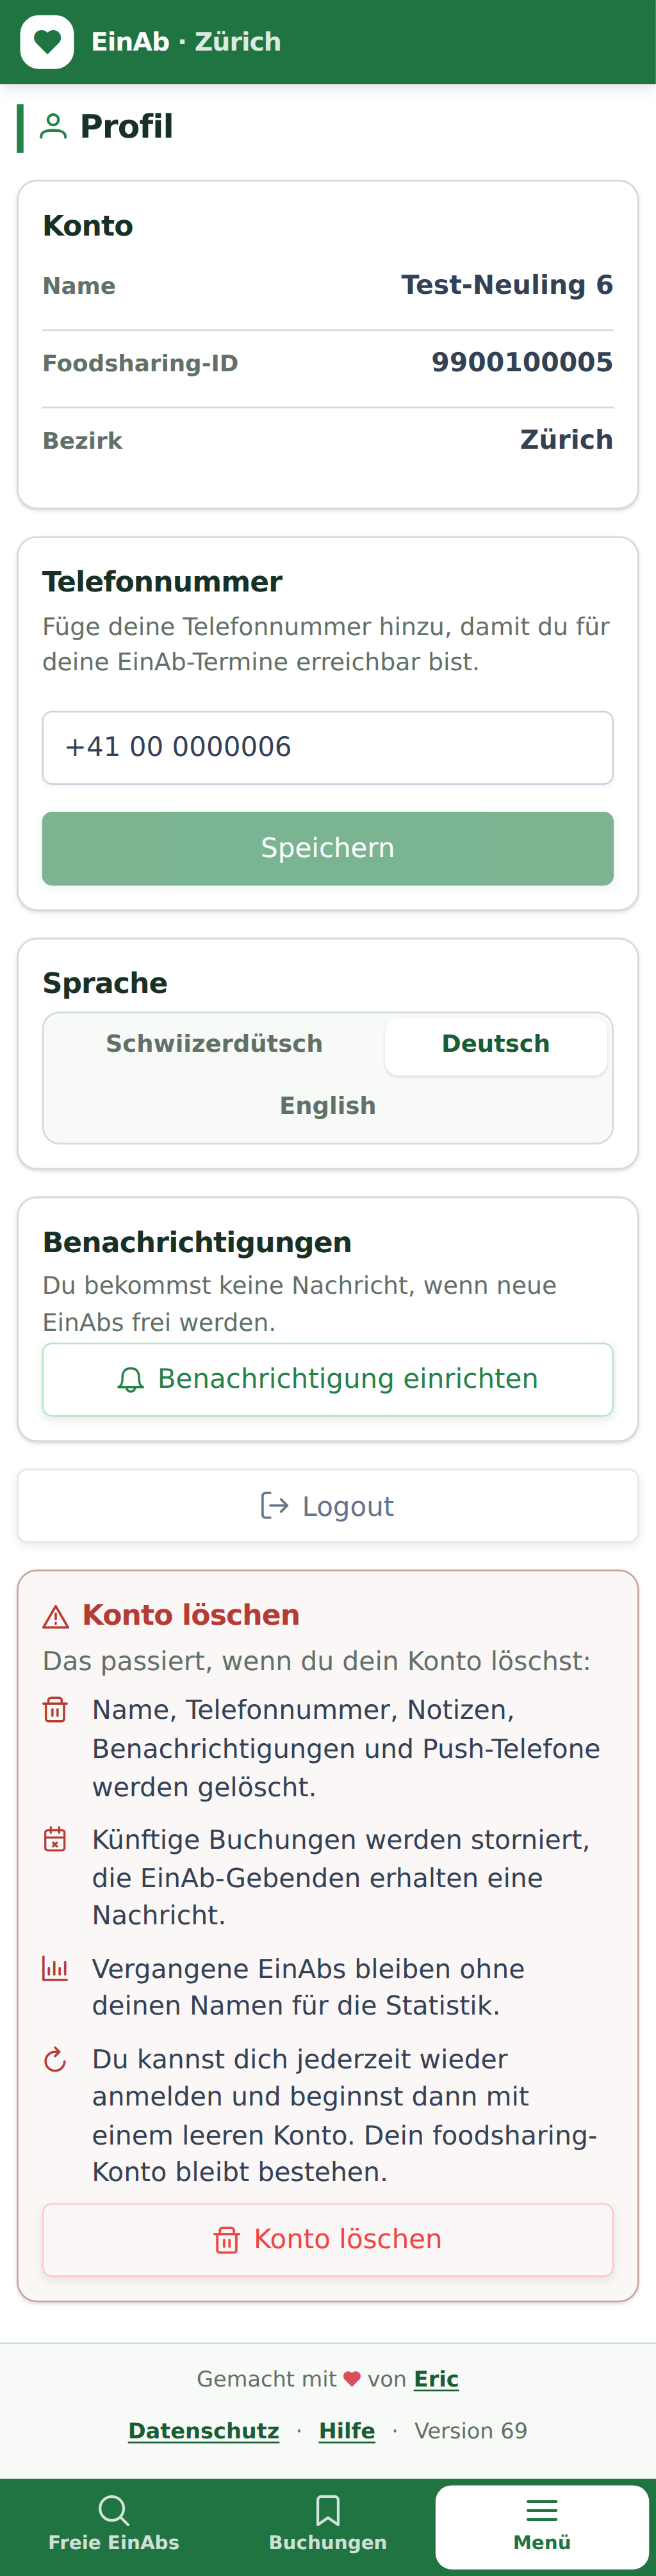 EinAb · Zürich
Profil
Konto
Name Test-Neuling 6
Foodsharing-ID 9900100005
Bezirk Zürich
Telefonnummer
Füge deine Telefonnummer hinzu, damit du für
deine EinAb-Termine erreichbar bist.
+41 00 0000006
Speichern
Sprache
Schwiizerdütsch Deutsch
English
Benachrichtigungen
Du bekommst keine Nachricht, wenn neue
EinAbs frei werden.
Benachrichtigung einrichten
Logout
Konto löschen
Das passiert, wenn du dein Konto löschst:
Name, Telefonnummer, Notizen,
Benachrichtigungen und Push-Telefone
werden gelöscht.
Künftige Buchungen werden storniert,
die EinAb-Gebenden erhalten eine
Nachricht.
Vergangene EinAbs bleiben ohne
deinen Namen für die Statistik.
Du kannst dich jederzeit wieder
anmelden und beginnst dann mit
einem leeren Konto. Dein foodsharing-
Konto bleibt bestehen.
Konto löschen
Gemacht mit ♥ von Eric
Datenschutz · Hilfe · Version 69
Freie EinAbs Buchungen Menü